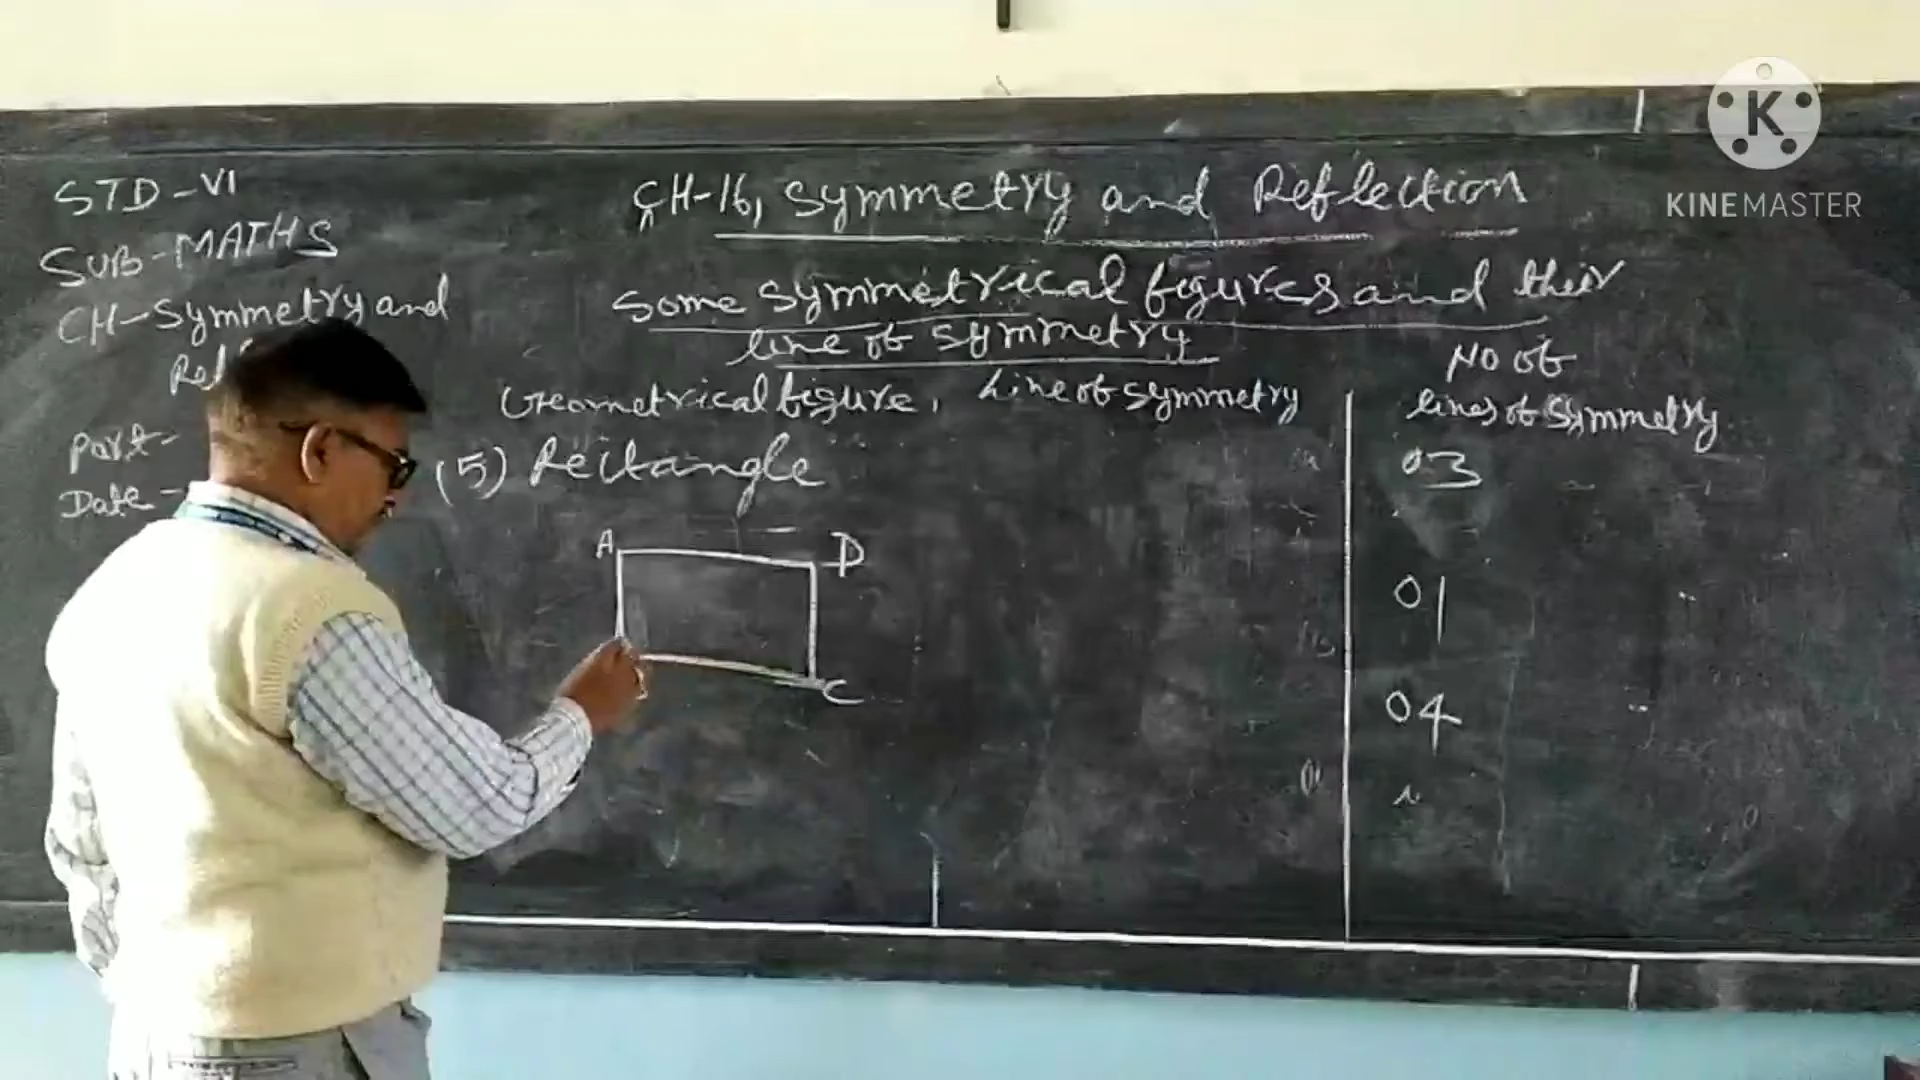 STD-VI
SUB-MATHS
CH-Symmetry and
Part-
Date-
CH-16, Symmetry and Reflection
Some symmetrical figures and their
line of symmetry
Geometrical figure, Line of symmetry
No of
lines of symmetry
(5) Rectangle
A
D
C
03
01
04
K
KINEMASTER